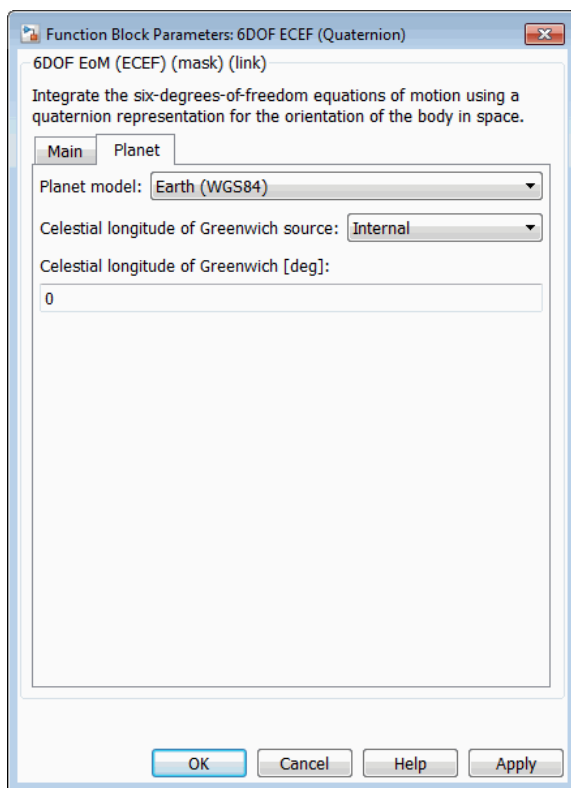 Function Block Parameters: 6DOF ECEF (Quaternion)
6DOF EoM (ECEF) (mask) (link)
Integrate the six-degrees-of-freedom equations of motion using a
quaternion representation for the orientation of the body in space.
Main Planet
Planet model: Earth (WGS84)
Celestial longitude of Greenwich source: Internal
Celestial longitude of Greenwich [deg]:
0
OK Cancel Help Apply